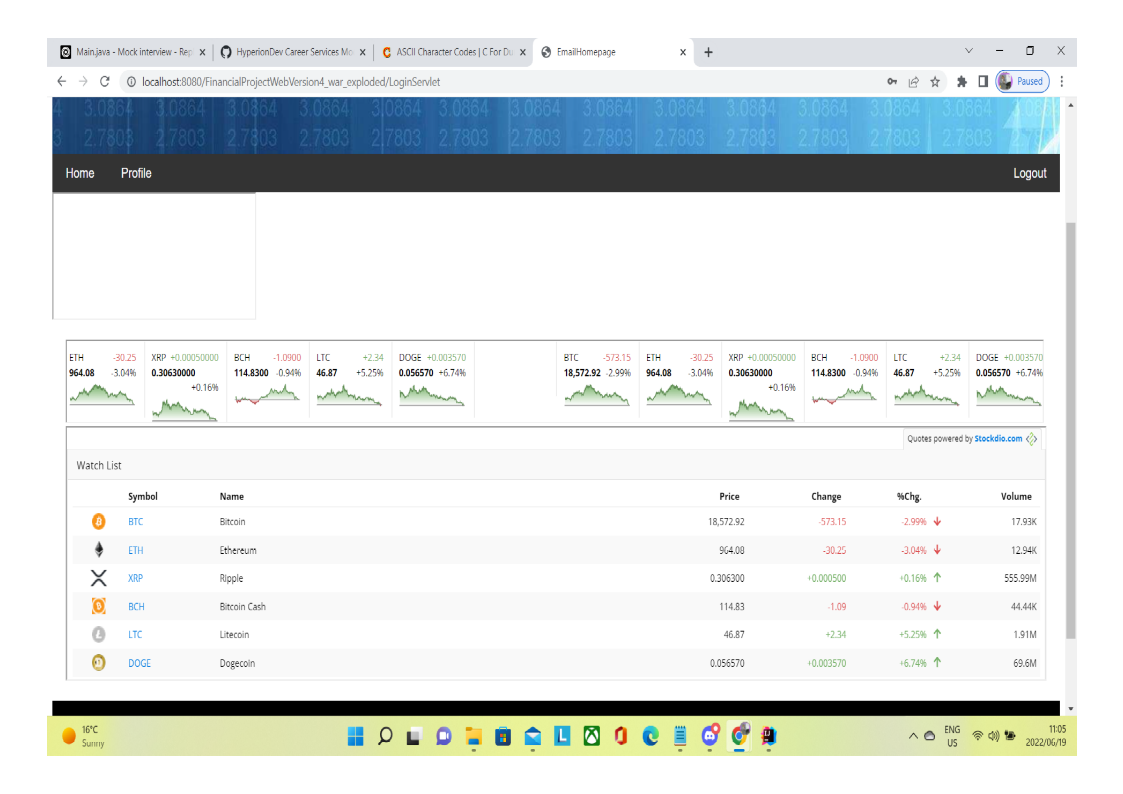 Main.java - Mock interview - Rep x HyperionDev Career Services Mo x ASCII Character Codes | C For Du x EmailHomepage x +
localhost:8080/FinancialProjectWebVersion4_war_exploded/LoginServlet Paused
3.0864 3.0864 3.0864 3.0864 3.0864 3.0864 3.0864 3.0864 3.0864 3.0864 3.0864 3.0864 3.0864
2.7803 2.7803 2.7803 2.7803 2.7803 2.7803 2.7803 2.7803 2.7803 2.7803 2.7803 2.7803 2.7803
Home Profile Logout
ETH -30.25 XRP +0.00050000 BCH -1.0900 LTC +2.34 DOGE +0.003570 BTC -573.15 ETH -30.25 XRP +0.00050000 BCH -1.0900 LTC +2.34 DOGE +0.003570
964.08 -3.04% 0.30630000 114.8300 -0.94% 46.87 +5.25% 0.056570 +6.74% 18,572.92 -2.99% 964.08 -3.04% 0.30630000 114.8300 -0.94% 46.87 +5.25% 0.056570 +6.74%
+0.16% +0.16%
Quotes powered by Stockdio.com
Watch List
Symbol Name Price Change %Chg. Volume
BTC Bitcoin 18,572.92 -573.15 -2.99% 17.93K
ETH Ethereum 964.08 -30.25 -3.04% 12.94K
XRP Ripple 0.306300 +0.000500 +0.16% 555.99M
BCH Bitcoin Cash 114.83 -1.09 -0.94% 44.44K
LTC Litecoin 46.87 +2.34 +5.25% 1.91M
DOGE Dogecoin 0.056570 +0.003570 +6.74% 69.6M
16°C ENG 11:05
Sunny US 2022/06/19